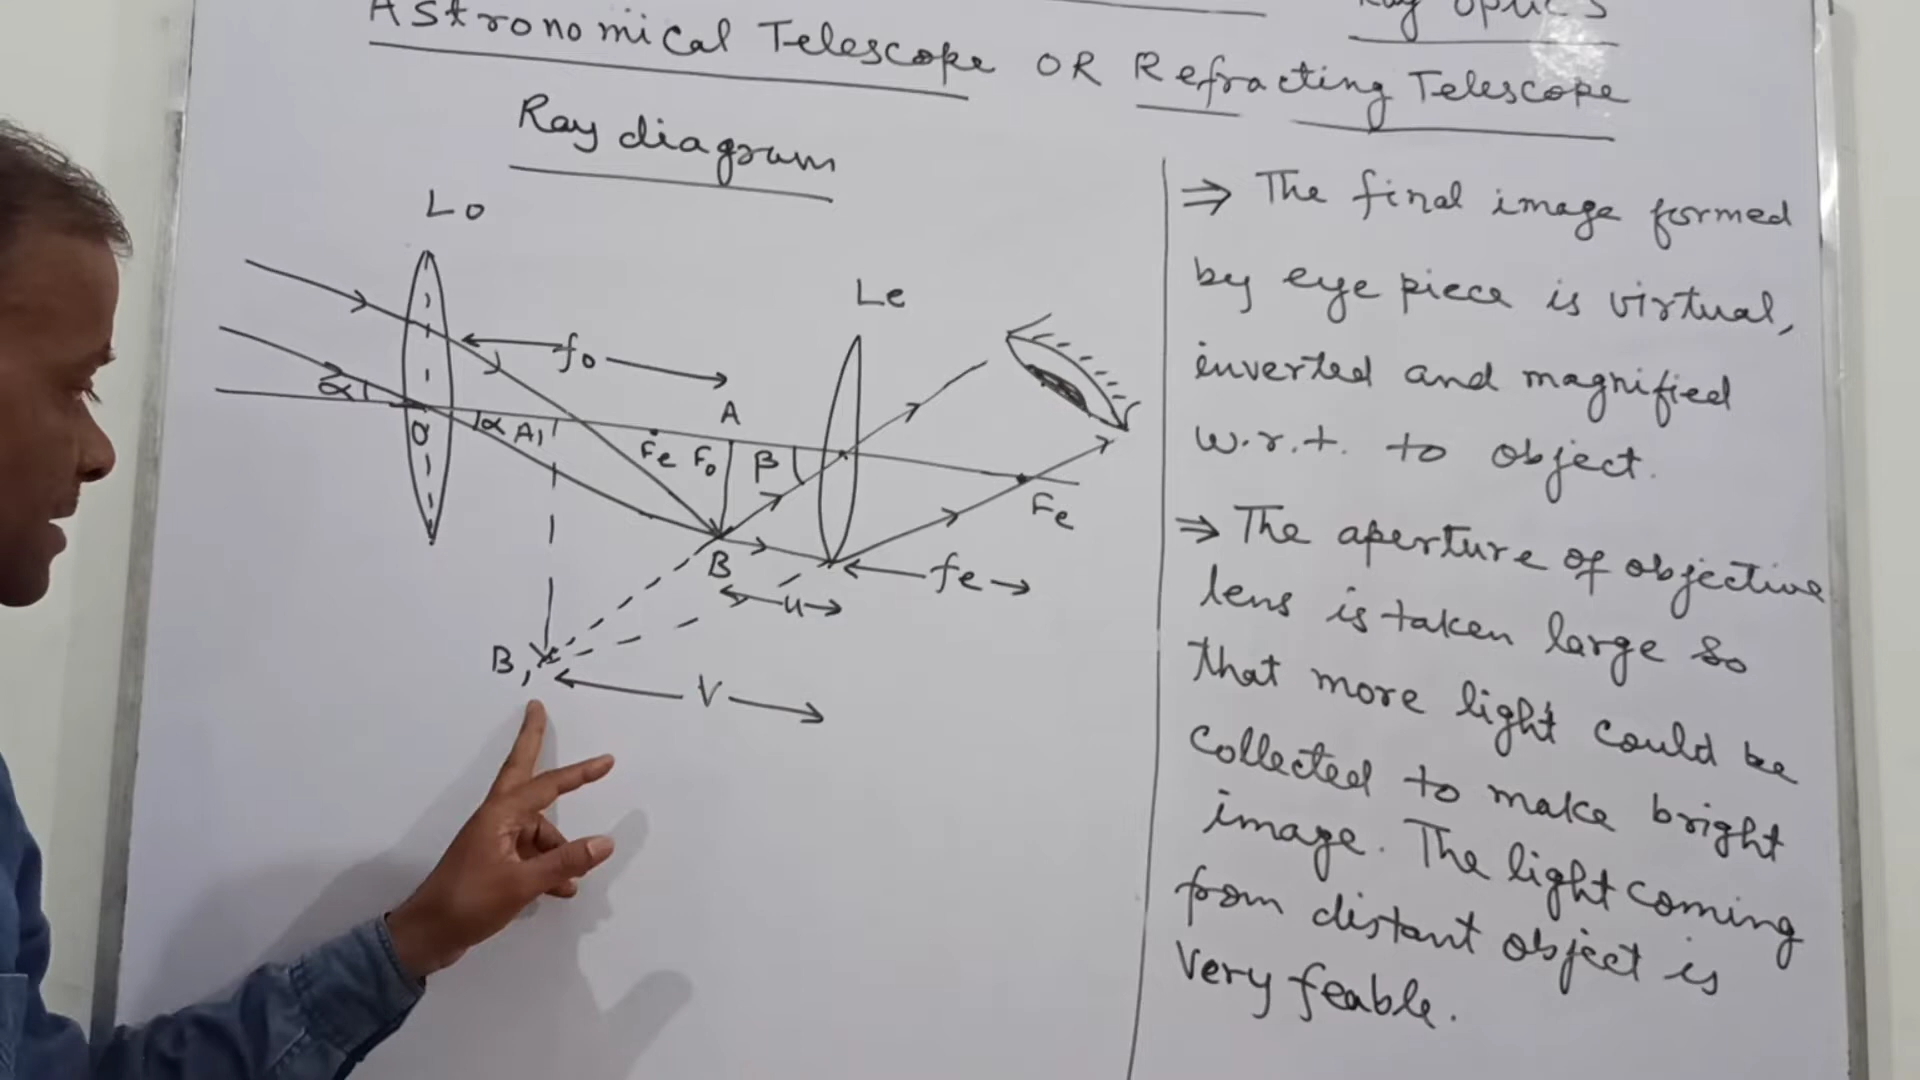 Ray Optics
Astronomical Telescope OR Refracting Telescope
Ray diagram
Lo
Le
fo
A
α
O
α A1
Fe Fo
β
Fe
B
fe
u
B1
V
⇒ The final image formed
by eye piece is virtual,
inverted and magnified
w.r.t. to object.
⇒ The aperture of objective
lens is taken large so
that more light could be
collected to make bright
image. The light coming
from distant object is
very feable.